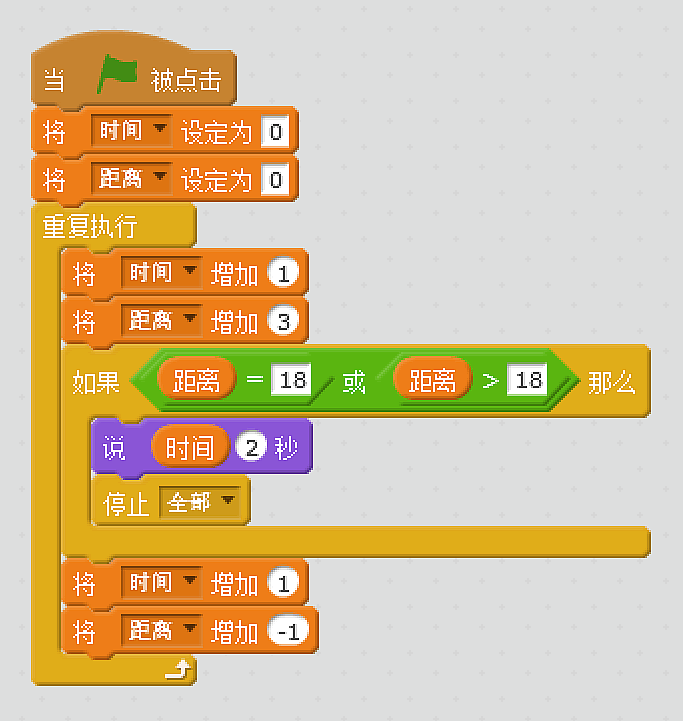 当 被点击
将 时间 设定为 0
将 距离 设定为 0
重复执行
将 时间 增加 1
将 距离 增加 3
如果 距离 = 18 或 距离 > 18 那么
说 时间 2 秒
停止 全部
将 时间 增加 1
将 距离 增加 -1